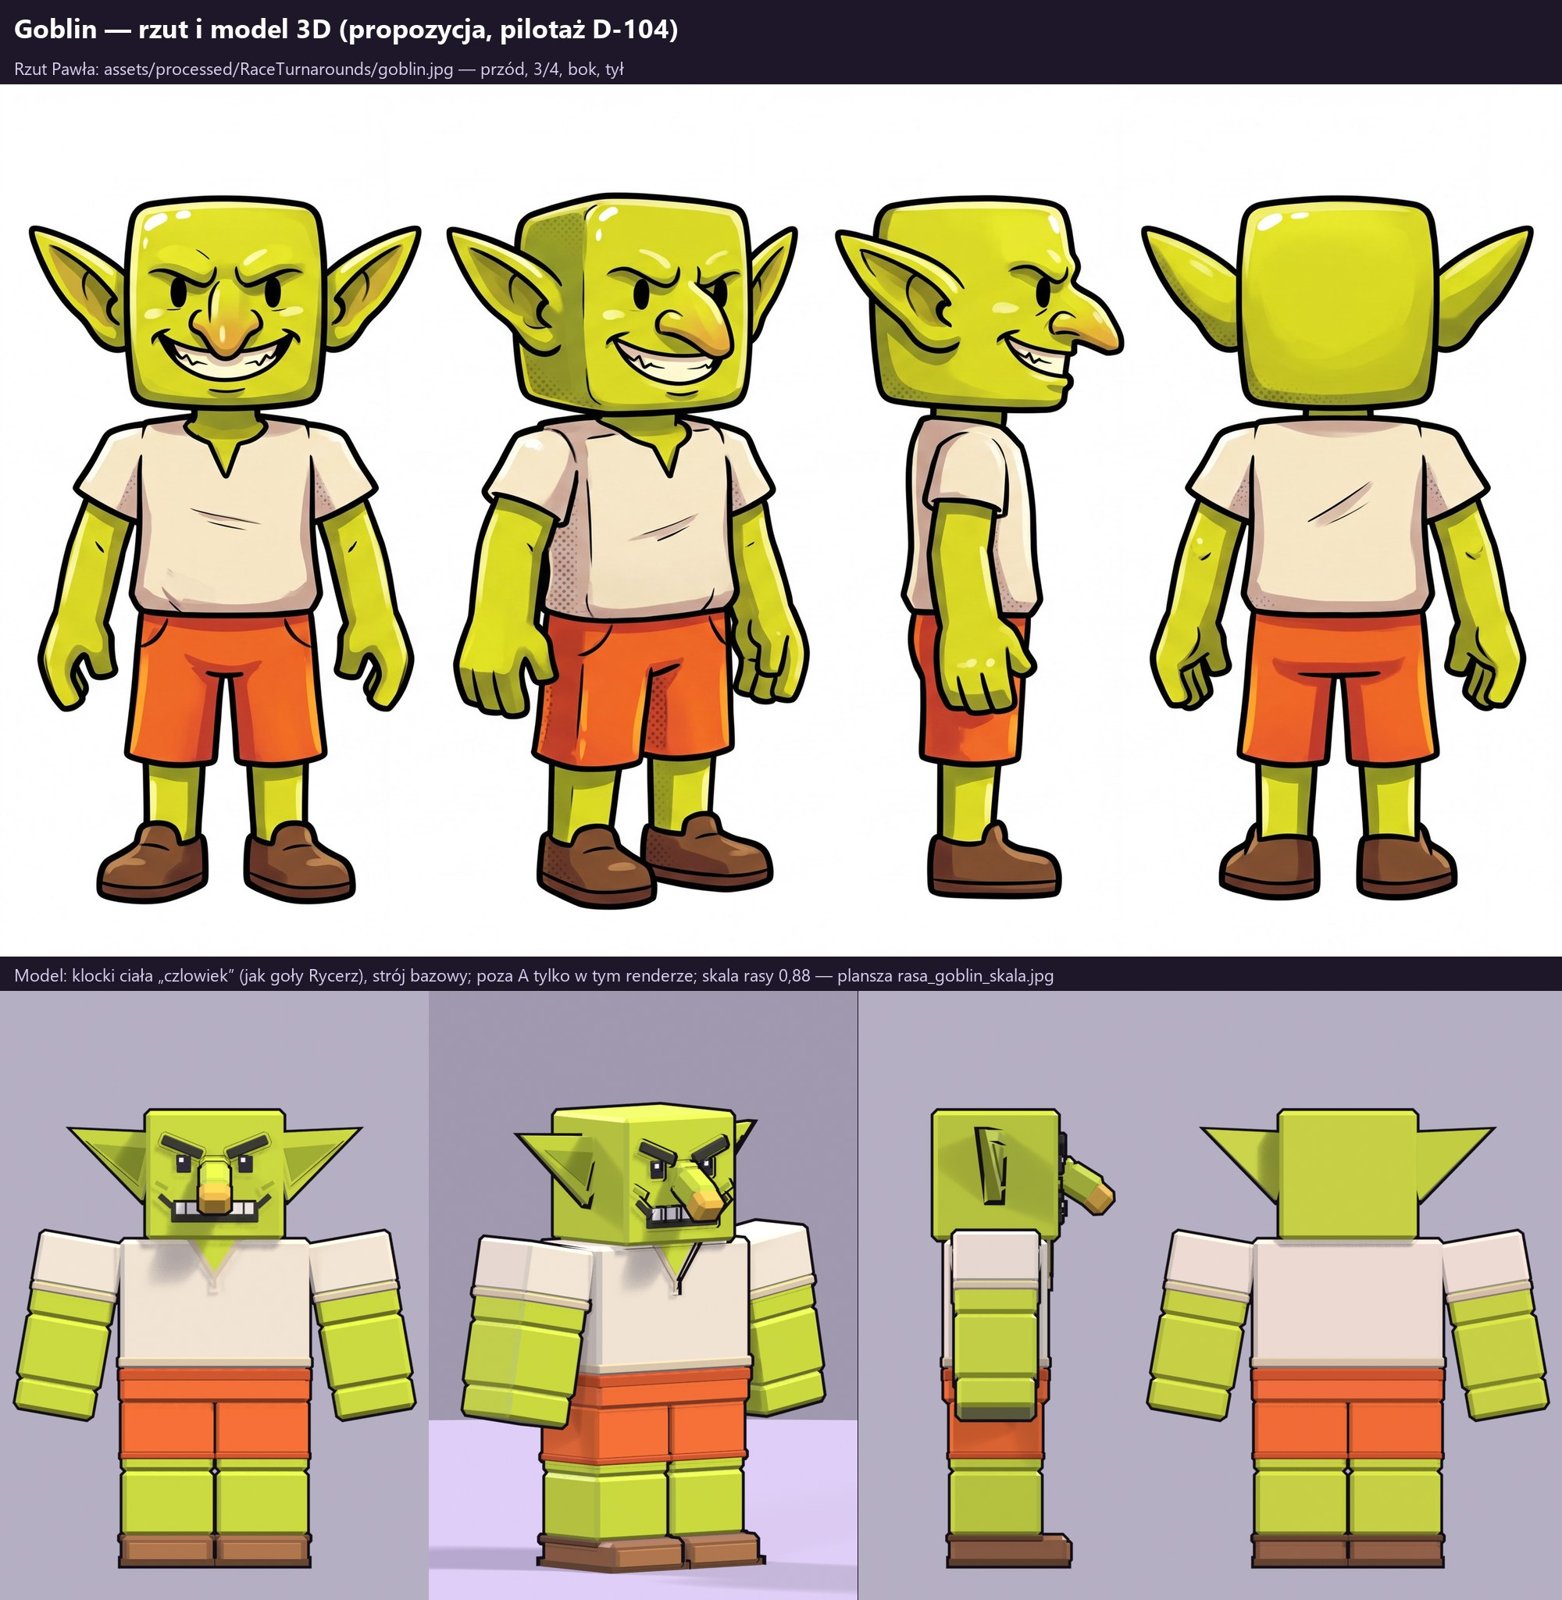 Goblin — rzut i model 3D (propozycja, pilotaż D-104)
Rzut Pawła: assets/processed/RaceTurnarounds/goblin.jpg — przód, 3/4, bok, tył
Model: klocki ciała „czlowiek” (jak goły Rycerz), strój bazowy; poza A tylko w tym renderze; skala rasy 0,88 — plansza rasa_goblin_skala.jpg